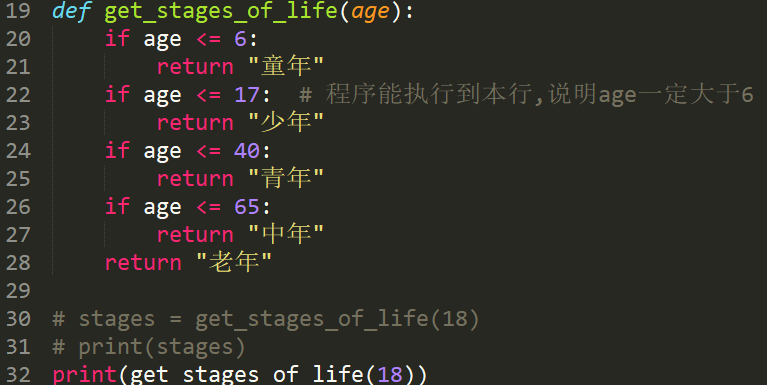 19 def get_stages_of_life(age):
20     if age <= 6:
21         return "童年"
22     if age <= 17:  # 程序能执行到本行,说明age一定大于6
23         return "少年"
24     if age <= 40:
25         return "青年"
26     if age <= 65:
27         return "中年"
28     return "老年"
29
30 # stages = get_stages_of_life(18)
31 # print(stages)
32 print(get_stages_of_life(18))